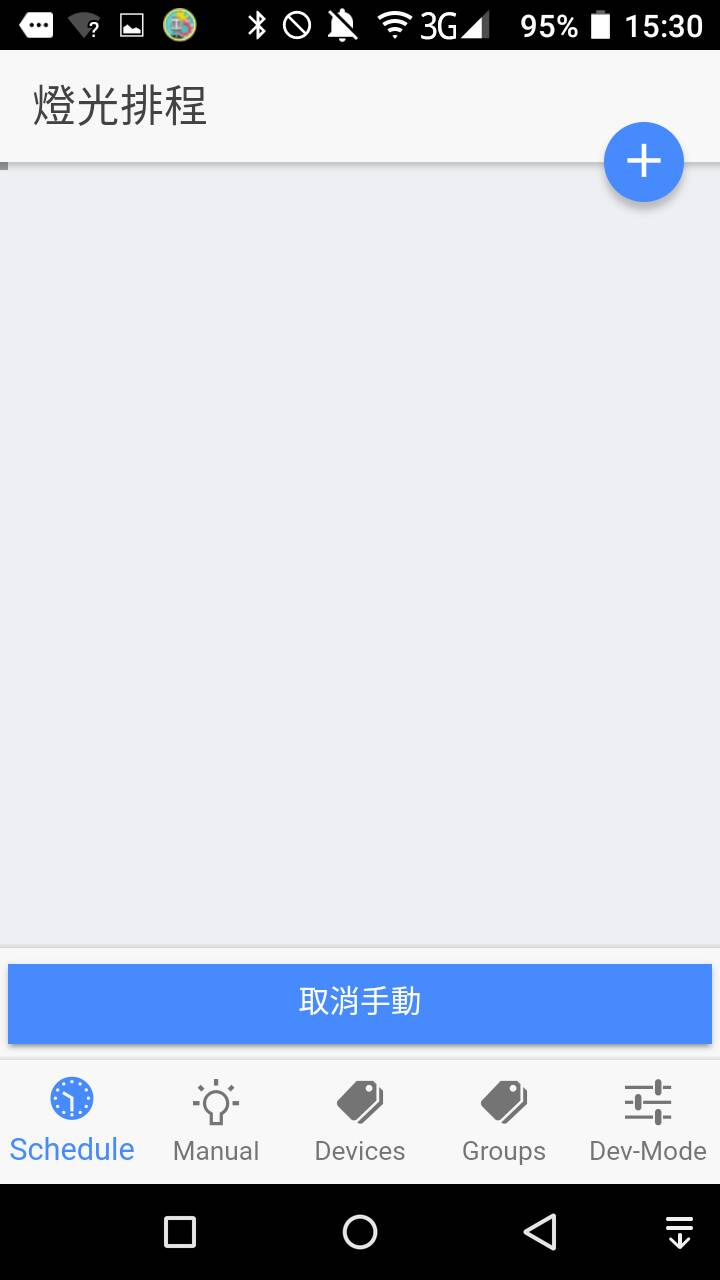 3G 95% 15:30
燈光排程
取消手動
Schedule Manual Devices Groups Dev-Mode